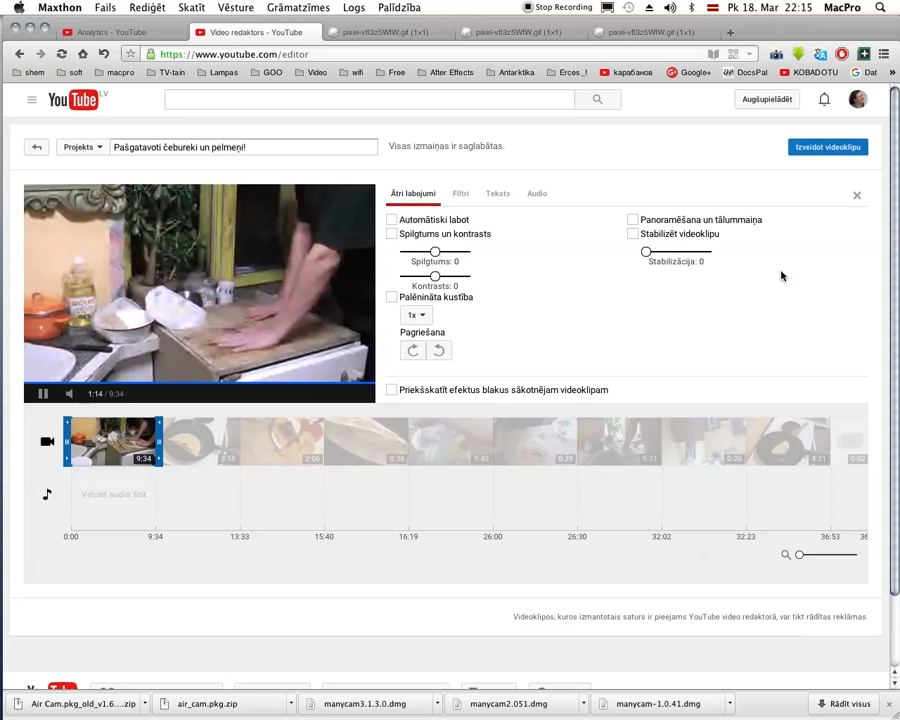 Maxthon Fails Rediģēt Skatīt Vēsture Grāmatzīmes Logs Palīdzība Stop Recording Pk 18. Mar 22:15 MacPro
Analytics - YouTube Video redaktors - YouTube pixel-vfl3z5WfW.gif (1×1) pixel-vfl3z5WfW.gif (1×1) pixel-vfl3z5WfW.gif (1×1)
https://www.youtube.com/editor
shem soft macpro TV-tain Lampas GOO Video wifi Free After Effects Antarktika Erces_! карабанов Google+ DocsPal KOBADOTU Dat
YouTube LV Augšupielādēt
Projekts Pašgatavoti čebureki un pelmeņi! Visas izmaiņas ir saglabātas. Izveidot videoklipu
Ātri labojumi Filtri Teksts Audio
Automātiski labot
Spilgtums un kontrasts
Spilgtums: 0
Kontrasts: 0
Palēnināta kustība
1x
Pagriešana
Panoramēšana un tālummaiņa
Stabilizēt videoklipu
Stabilizācija: 0
Priekšskatīt efektus blakus sākotnējam videoklipam
1:14 / 9:34
9:34 3:58 2:06 0:38 9:40 0:29 5:31 0:20 4:31 0:02
Velciet audio šeit
0:00 9:34 13:33 15:40 16:19 26:00 26:30 32:02 32:23 36:53 36
Videoklipos, kuros izmantotais saturs ir pieejams YouTube video redaktorā, var tikt rādītas reklāmas.
Air Cam.pkg_old_v1.6....zip air_cam.pkg.zip manycam3.1.3.0.dmg manycam2.051.dmg manycam-1.0.41.dmg Rādīt visus